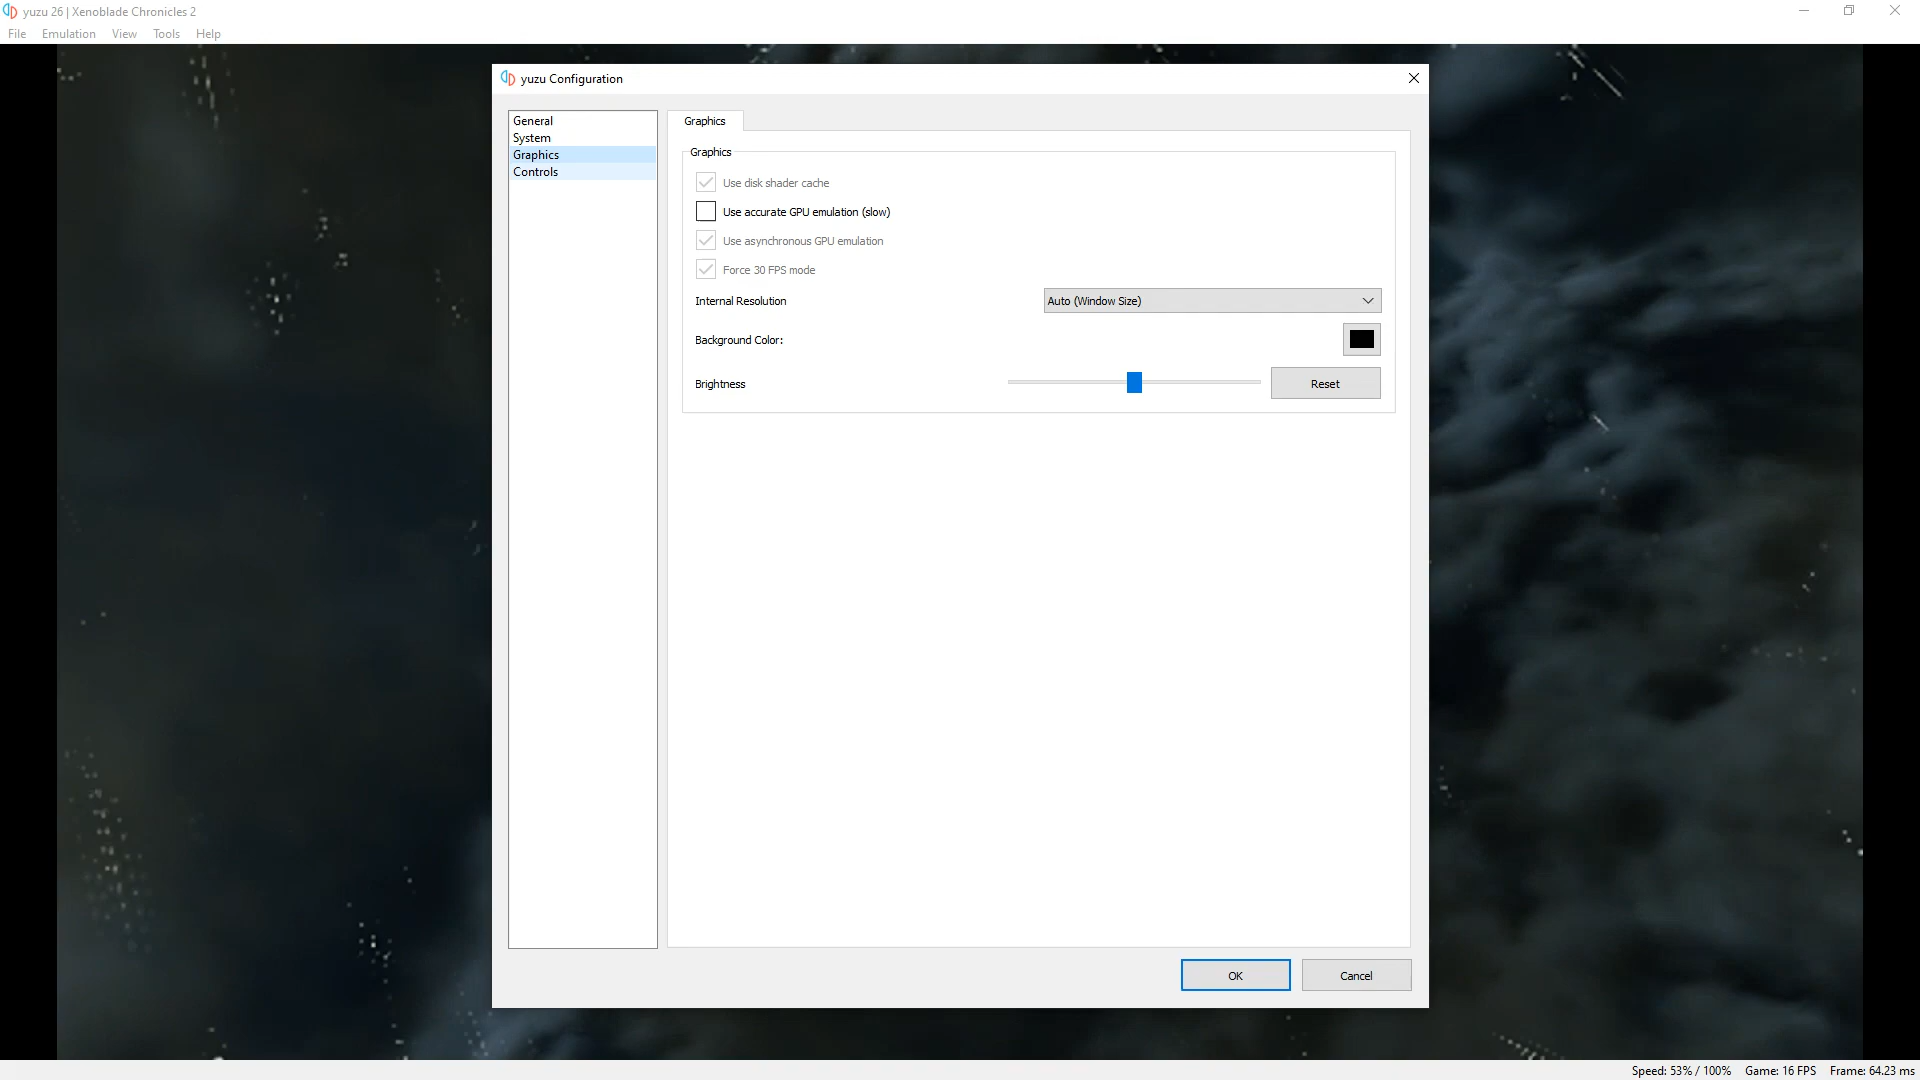 yuzu 26 | Xenoblade Chronicles 2
File Emulation View Tools Help
yuzu Configuration
General
System
Graphics
Controls
Graphics
Graphics
Use disk shader cache
Use accurate GPU emulation (slow)
Use asynchronous GPU emulation
Force 30 FPS mode
Internal Resolution Auto (Window Size)
Background Color:
Brightness Reset
OK Cancel
Speed: 53% / 100% Game: 16 FPS Frame: 64.23 ms